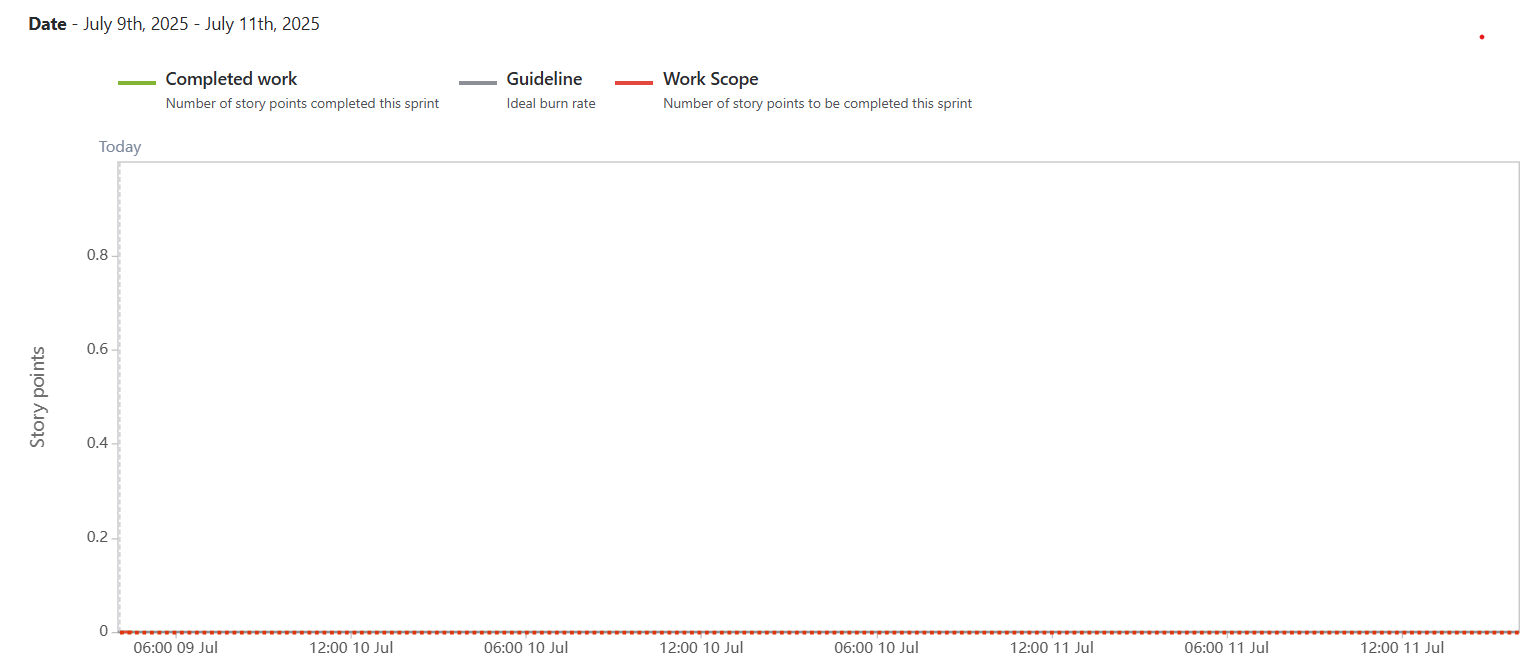 Date - July 9th, 2025 - July 11th, 2025
Completed work
Number of story points completed this sprint
Guideline
Ideal burn rate
Work Scope
Number of story points to be completed this sprint
Today
Story points
0.8
0.6
0.4
0.2
0
06:00 09 Jul
12:00 10 Jul
06:00 10 Jul
12:00 10 Jul
06:00 10 Jul
12:00 11 Jul
06:00 11 Jul
12:00 11 Jul